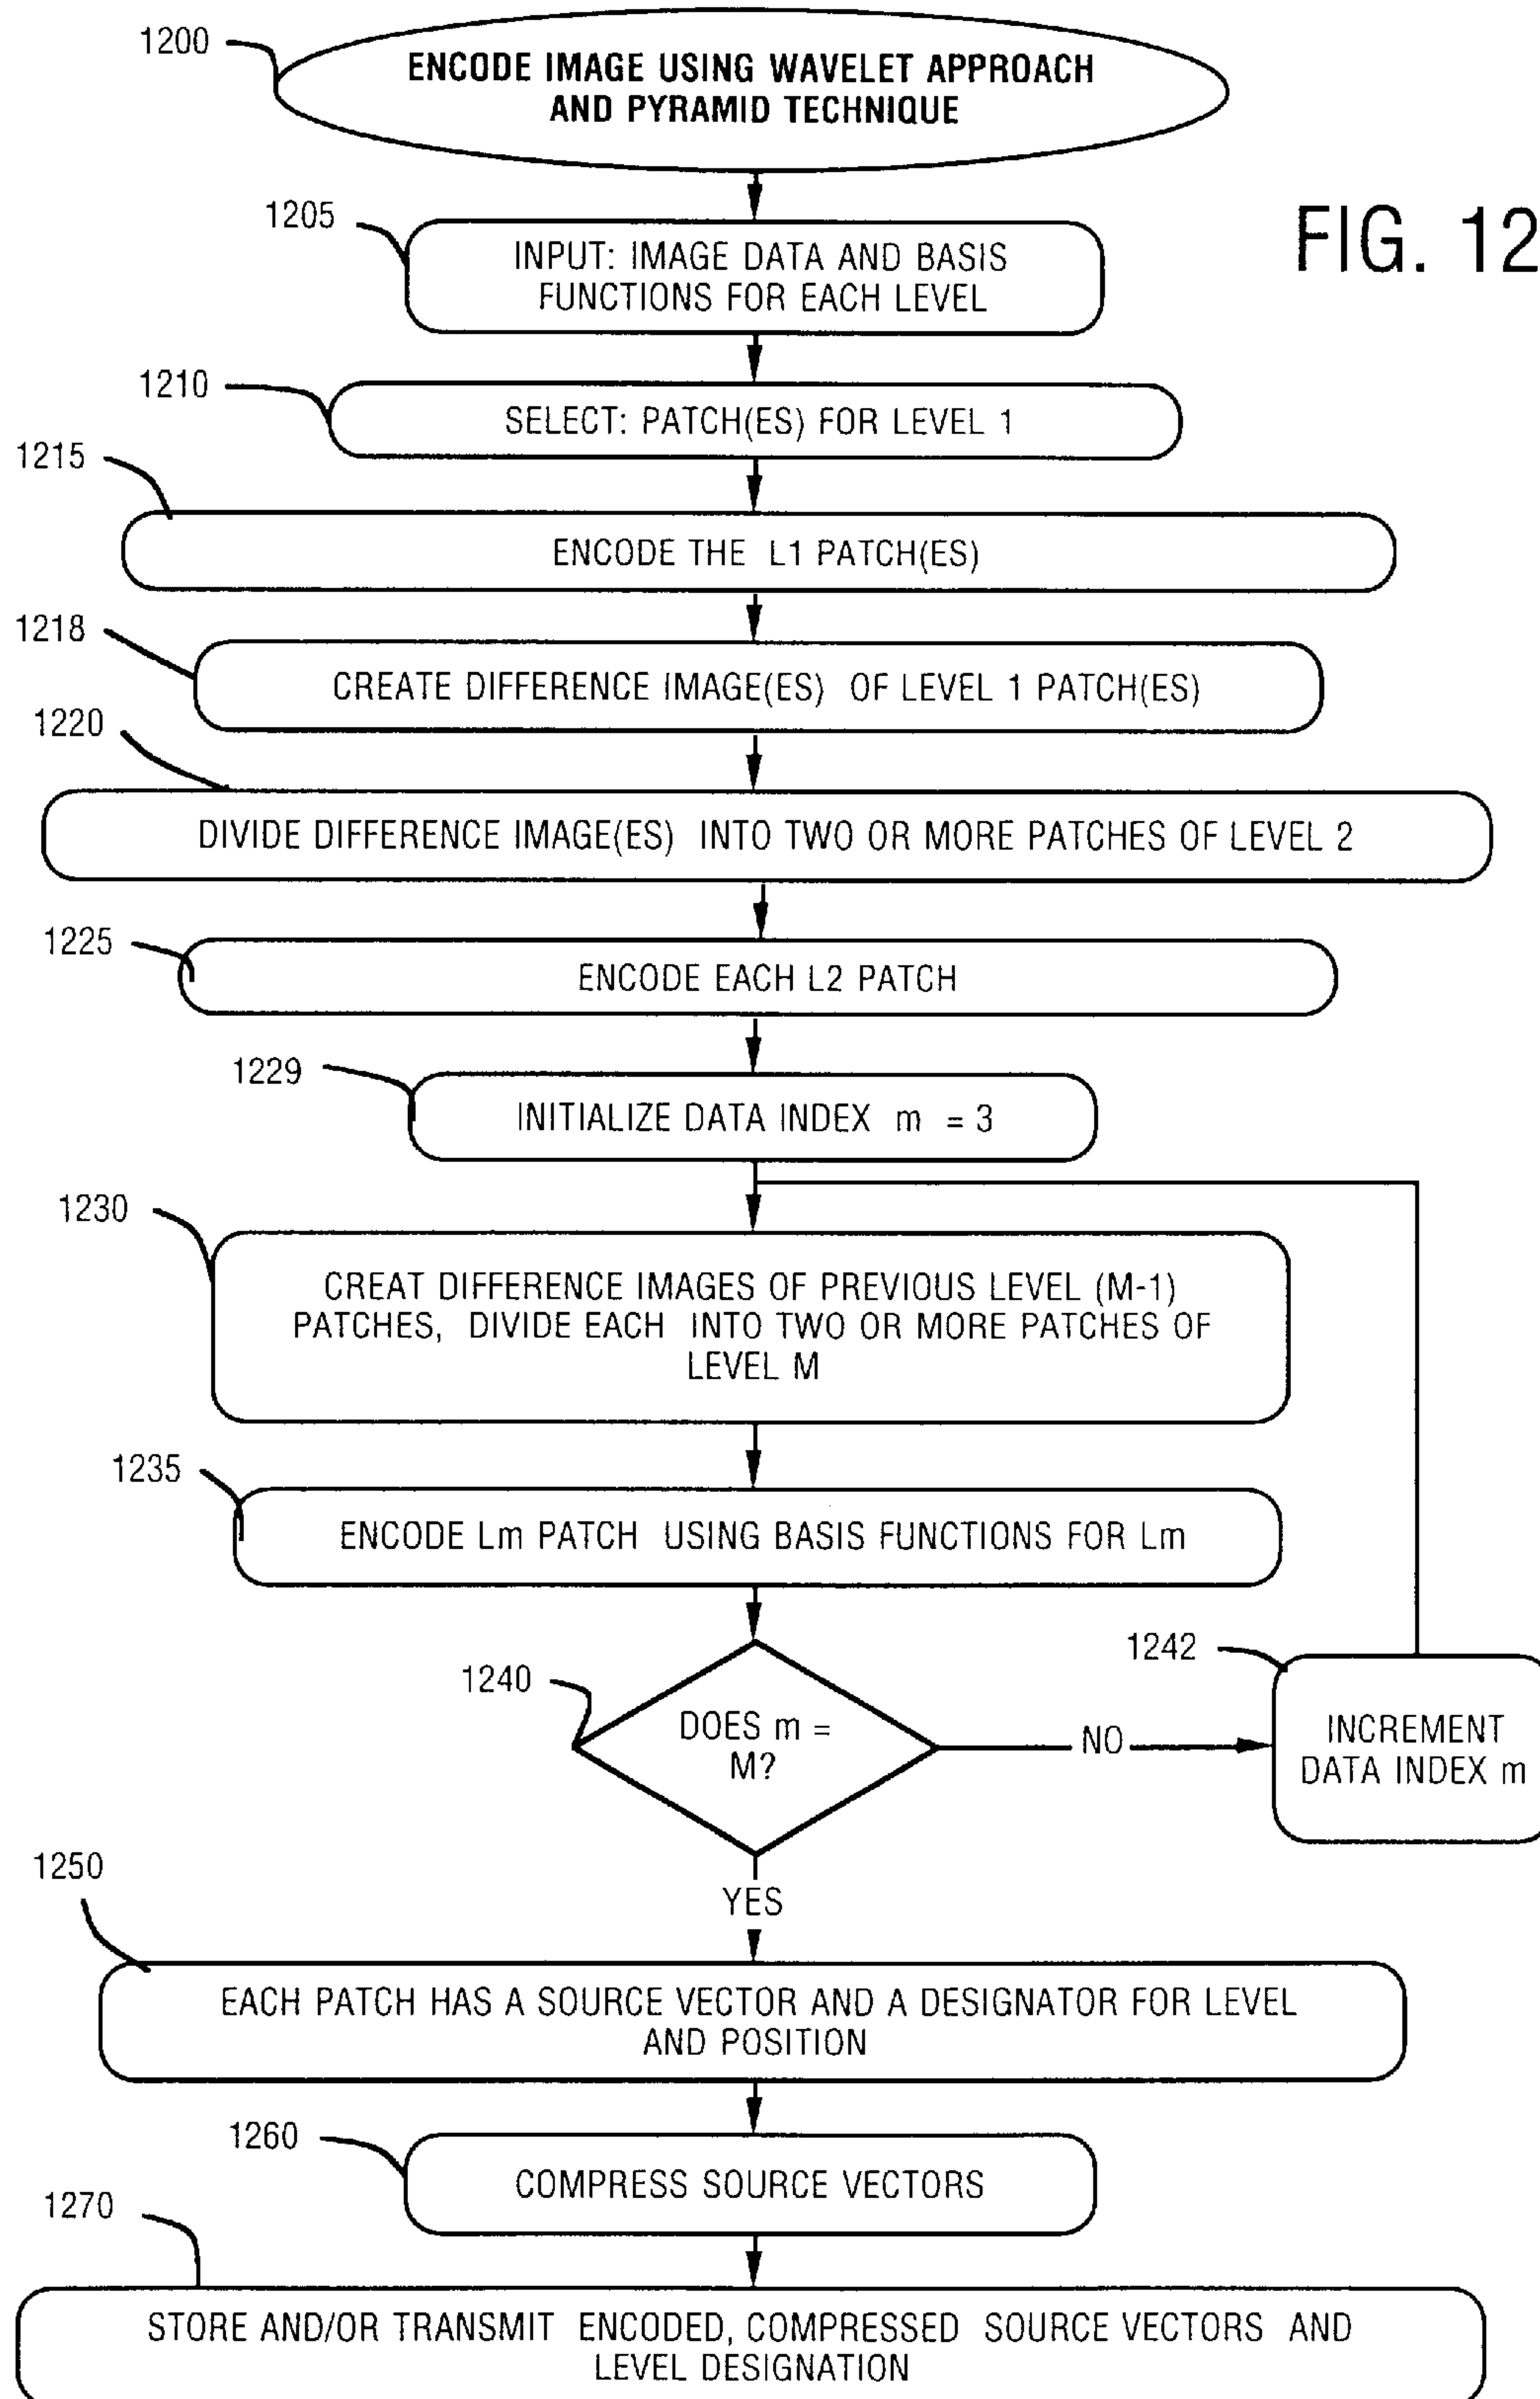 1200
ENCODE IMAGE USING WAVELET APPROACH
AND PYRAMID TECHNIQUE
FIG. 12
1205
INPUT: IMAGE DATA AND BASIS
FUNCTIONS FOR EACH LEVEL
1210
SELECT: PATCH(ES) FOR LEVEL 1
1215
ENCODE THE L1 PATCH(ES)
1218
CREATE DIFFERENCE IMAGE(ES) OF LEVEL 1 PATCH(ES)
1220
DIVIDE DIFFERENCE IMAGE(ES) INTO TWO OR MORE PATCHES OF LEVEL 2
1225
ENCODE EACH L2 PATCH
1229
INITIALIZE DATA INDEX m = 3
1230
CREAT DIFFERENCE IMAGES OF PREVIOUS LEVEL (M-1)
PATCHES, DIVIDE EACH INTO TWO OR MORE PATCHES OF
LEVEL M
1235
ENCODE Lm PATCH USING BASIS FUNCTIONS FOR Lm
1240
DOES m =
M?
NO
1242
INCREMENT
DATA INDEX m
YES
1250
EACH PATCH HAS A SOURCE VECTOR AND A DESIGNATOR FOR LEVEL
AND POSITION
1260
COMPRESS SOURCE VECTORS
1270
STORE AND/OR TRANSMIT ENCODED, COMPRESSED SOURCE VECTORS AND
LEVEL DESIGNATION